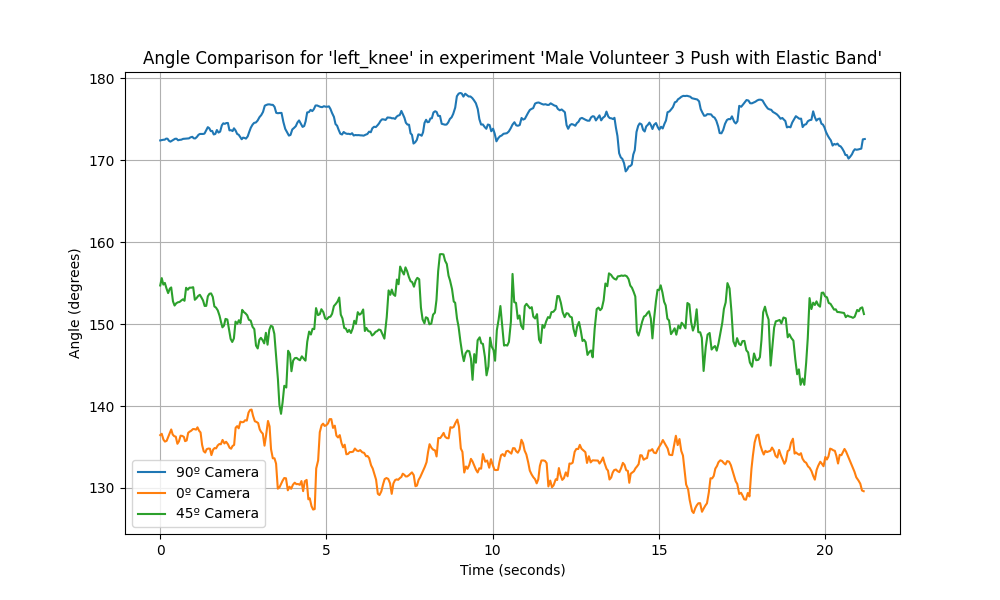 Angle Comparison for 'left_knee' in experiment 'Male Volunteer 3 Push with Elastic Band'
180
170
160
150
140
130
Angle (degrees)
90º Camera
0º Camera
45º Camera
0
5
10
15
20
Time (seconds)